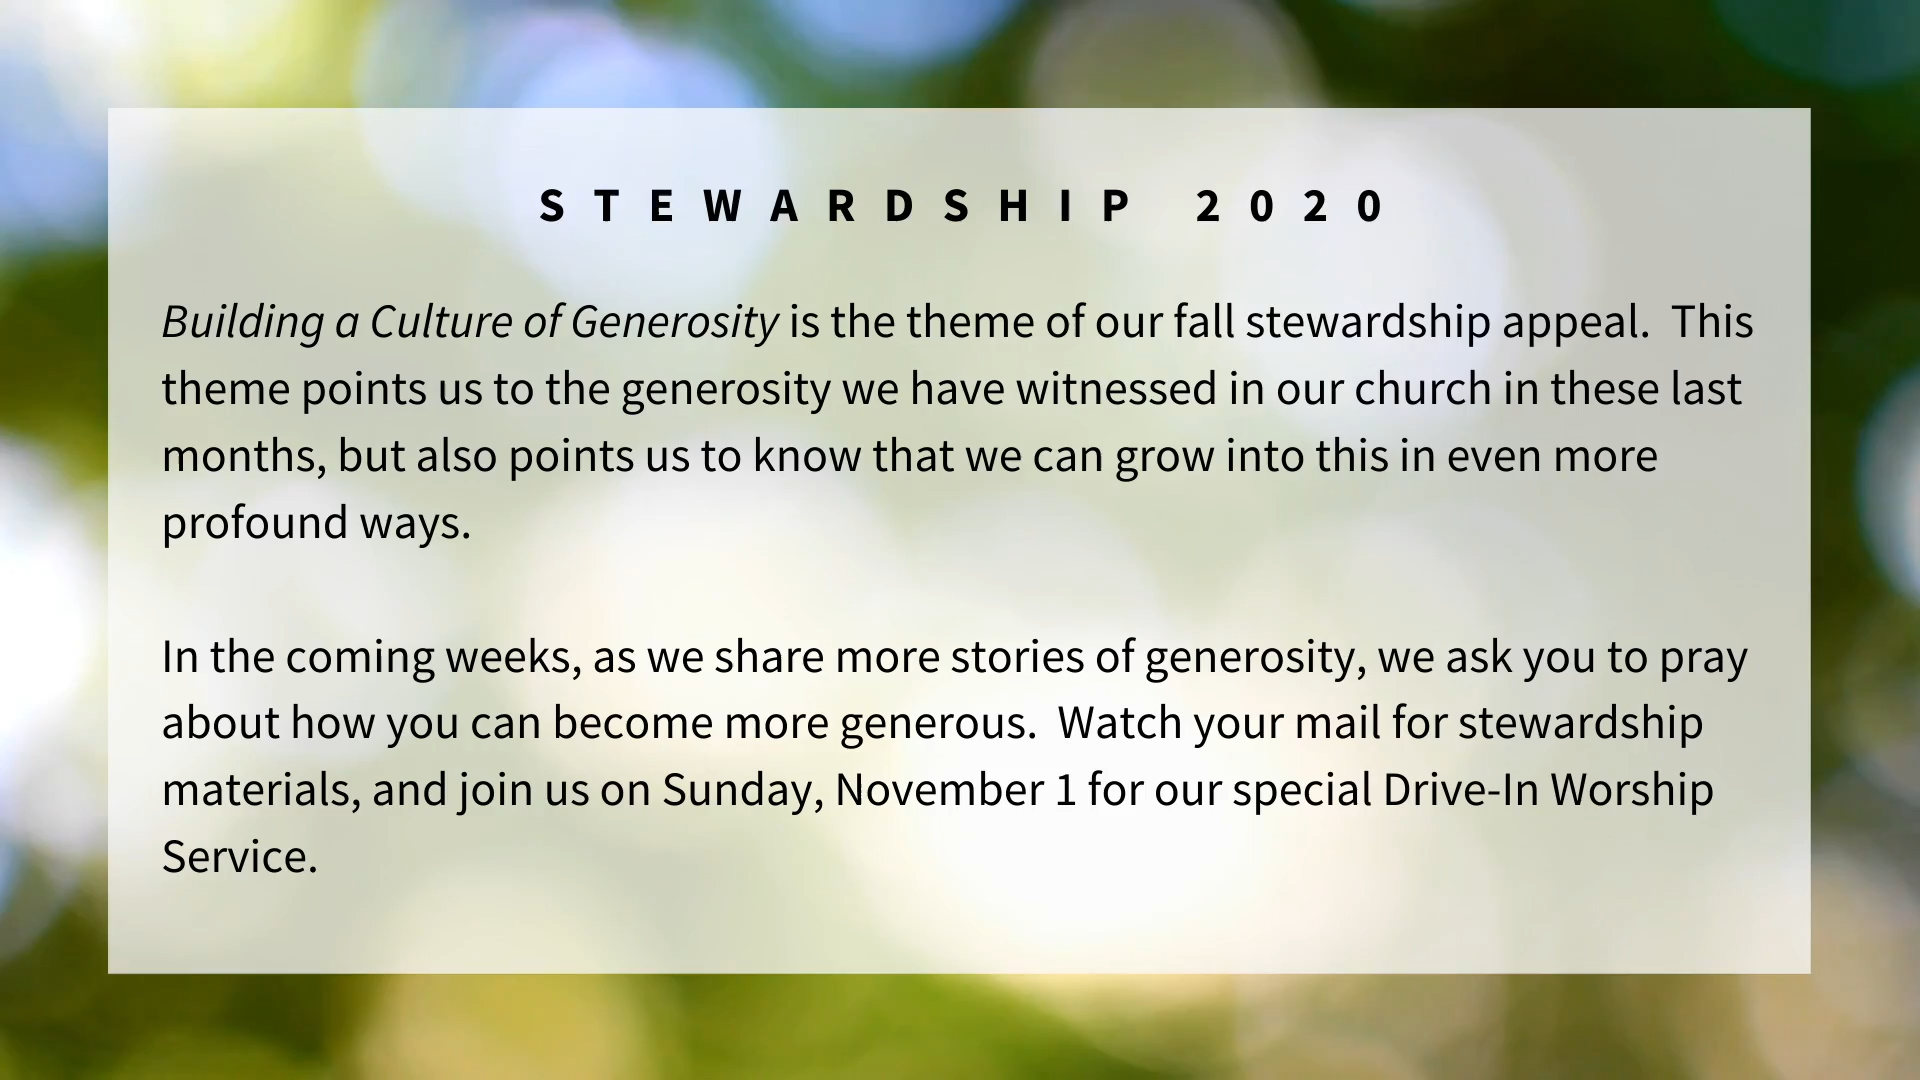 STEWARDSHIP 2020
Building a Culture of Generosity is the theme of our fall stewardship appeal.  This
theme points us to the generosity we have witnessed in our church in these last
months, but also points us to know that we can grow into this in even more
profound ways.
In the coming weeks, as we share more stories of generosity, we ask you to pray
about how you can become more generous.  Watch your mail for stewardship
materials, and join us on Sunday, November 1 for our special Drive-In Worship
Service.